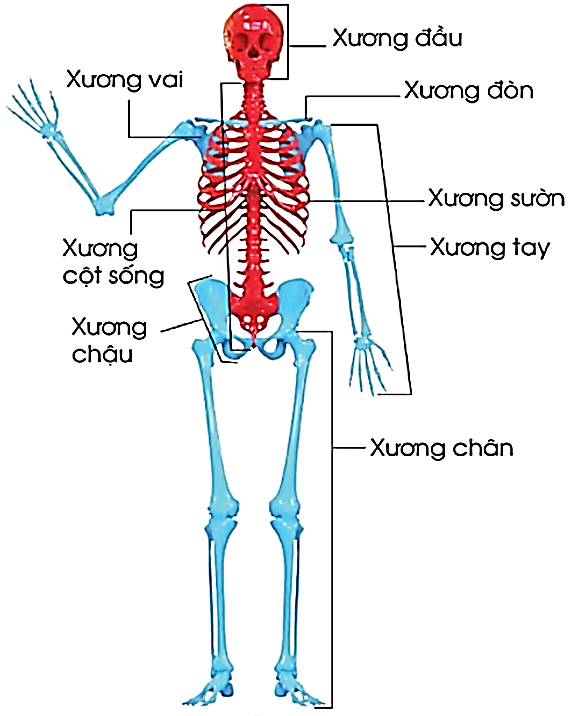 Xương đầu
Xương vai
Xương đòn
Xương sườn
Xương
cột sống
Xương tay
Xương
chậu
Xương chân